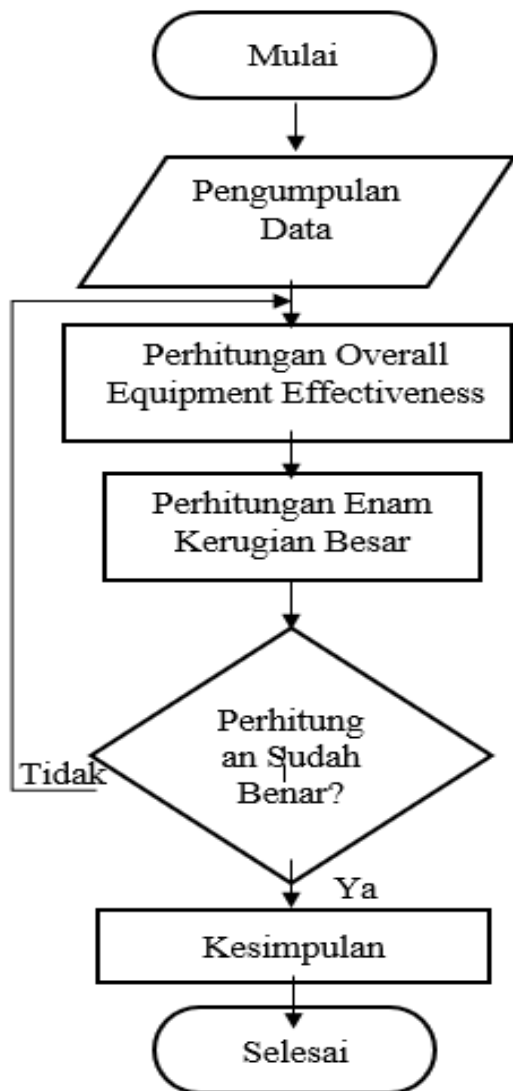 Mulai
Pengumpulan
Data
Perhitungan Overall
Equipment Effectiveness
Perhitungan Enam
Kerugian Besar
Perhitung
an Sudah
Benar?
Tidak
Ya
Kesimpulan
Selesai